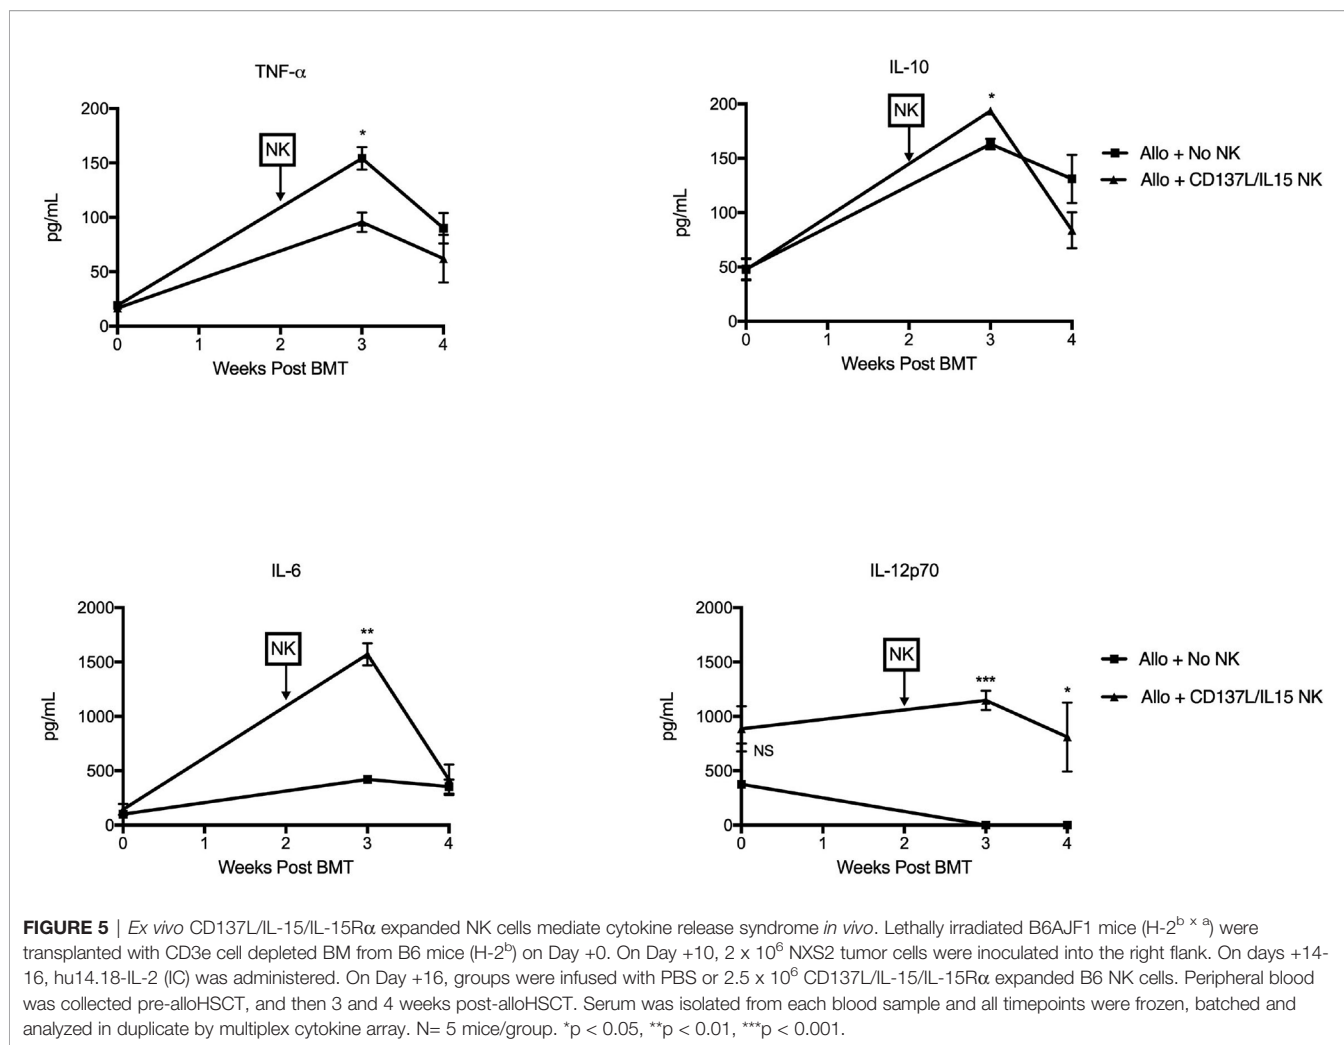 TNF-α
200
150
100
50
0
pg/mL
NK
*
0 1 2 3 4
Weeks Post BMT
IL-10
200
150
100
50
0
pg/mL
NK
*
0 1 2 3 4
Weeks Post BMT
Allo + No NK
Allo + CD137L/IL15 NK
IL-6
2000
1500
1000
500
0
pg/mL
NK
**
0 1 2 3 4
Weeks Post BMT
IL-12p70
2000
1500
1000
500
0
pg/mL
NK
***
*
NS
0 1 2 3 4
Weeks Post BMT
Allo + No NK
Allo + CD137L/IL15 NK
FIGURE 5 | Ex vivo CD137L/IL-15/IL-15Rα expanded NK cells mediate cytokine release syndrome in vivo. Lethally irradiated B6AJF1 mice (H-2ᵇ ˣ ᵃ) were
transplanted with CD3e cell depleted BM from B6 mice (H-2ᵇ) on Day +0. On Day +10, 2 x 10⁶ NXS2 tumor cells were inoculated into the right flank. On days +14-
16, hu14.18-IL-2 (IC) was administered. On Day +16, groups were infused with PBS or 2.5 x 10⁶ CD137L/IL-15/IL-15Rα expanded B6 NK cells. Peripheral blood
was collected pre-alloHSCT, and then 3 and 4 weeks post-alloHSCT. Serum was isolated from each blood sample and all timepoints were frozen, batched and
analyzed in duplicate by multiplex cytokine array. N= 5 mice/group. *p < 0.05, **p < 0.01, ***p < 0.001.